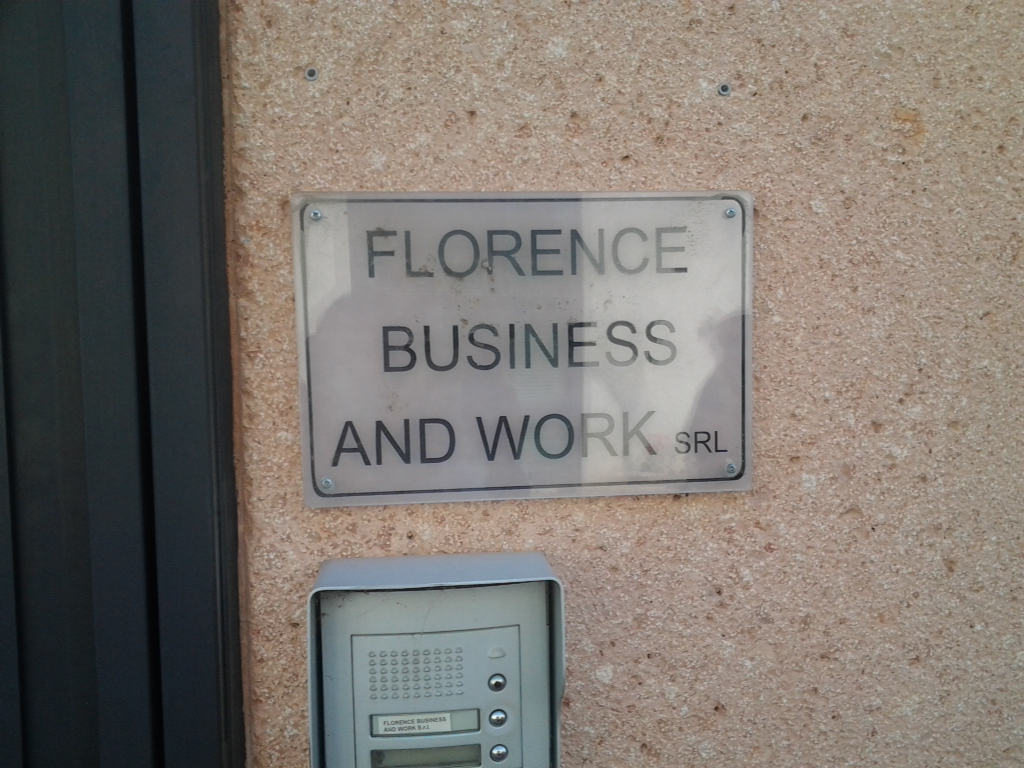 FLORENCE
BUSINESS
AND WORK SRL
FLORENCE BUSINESS
AND WORK S.r.l.